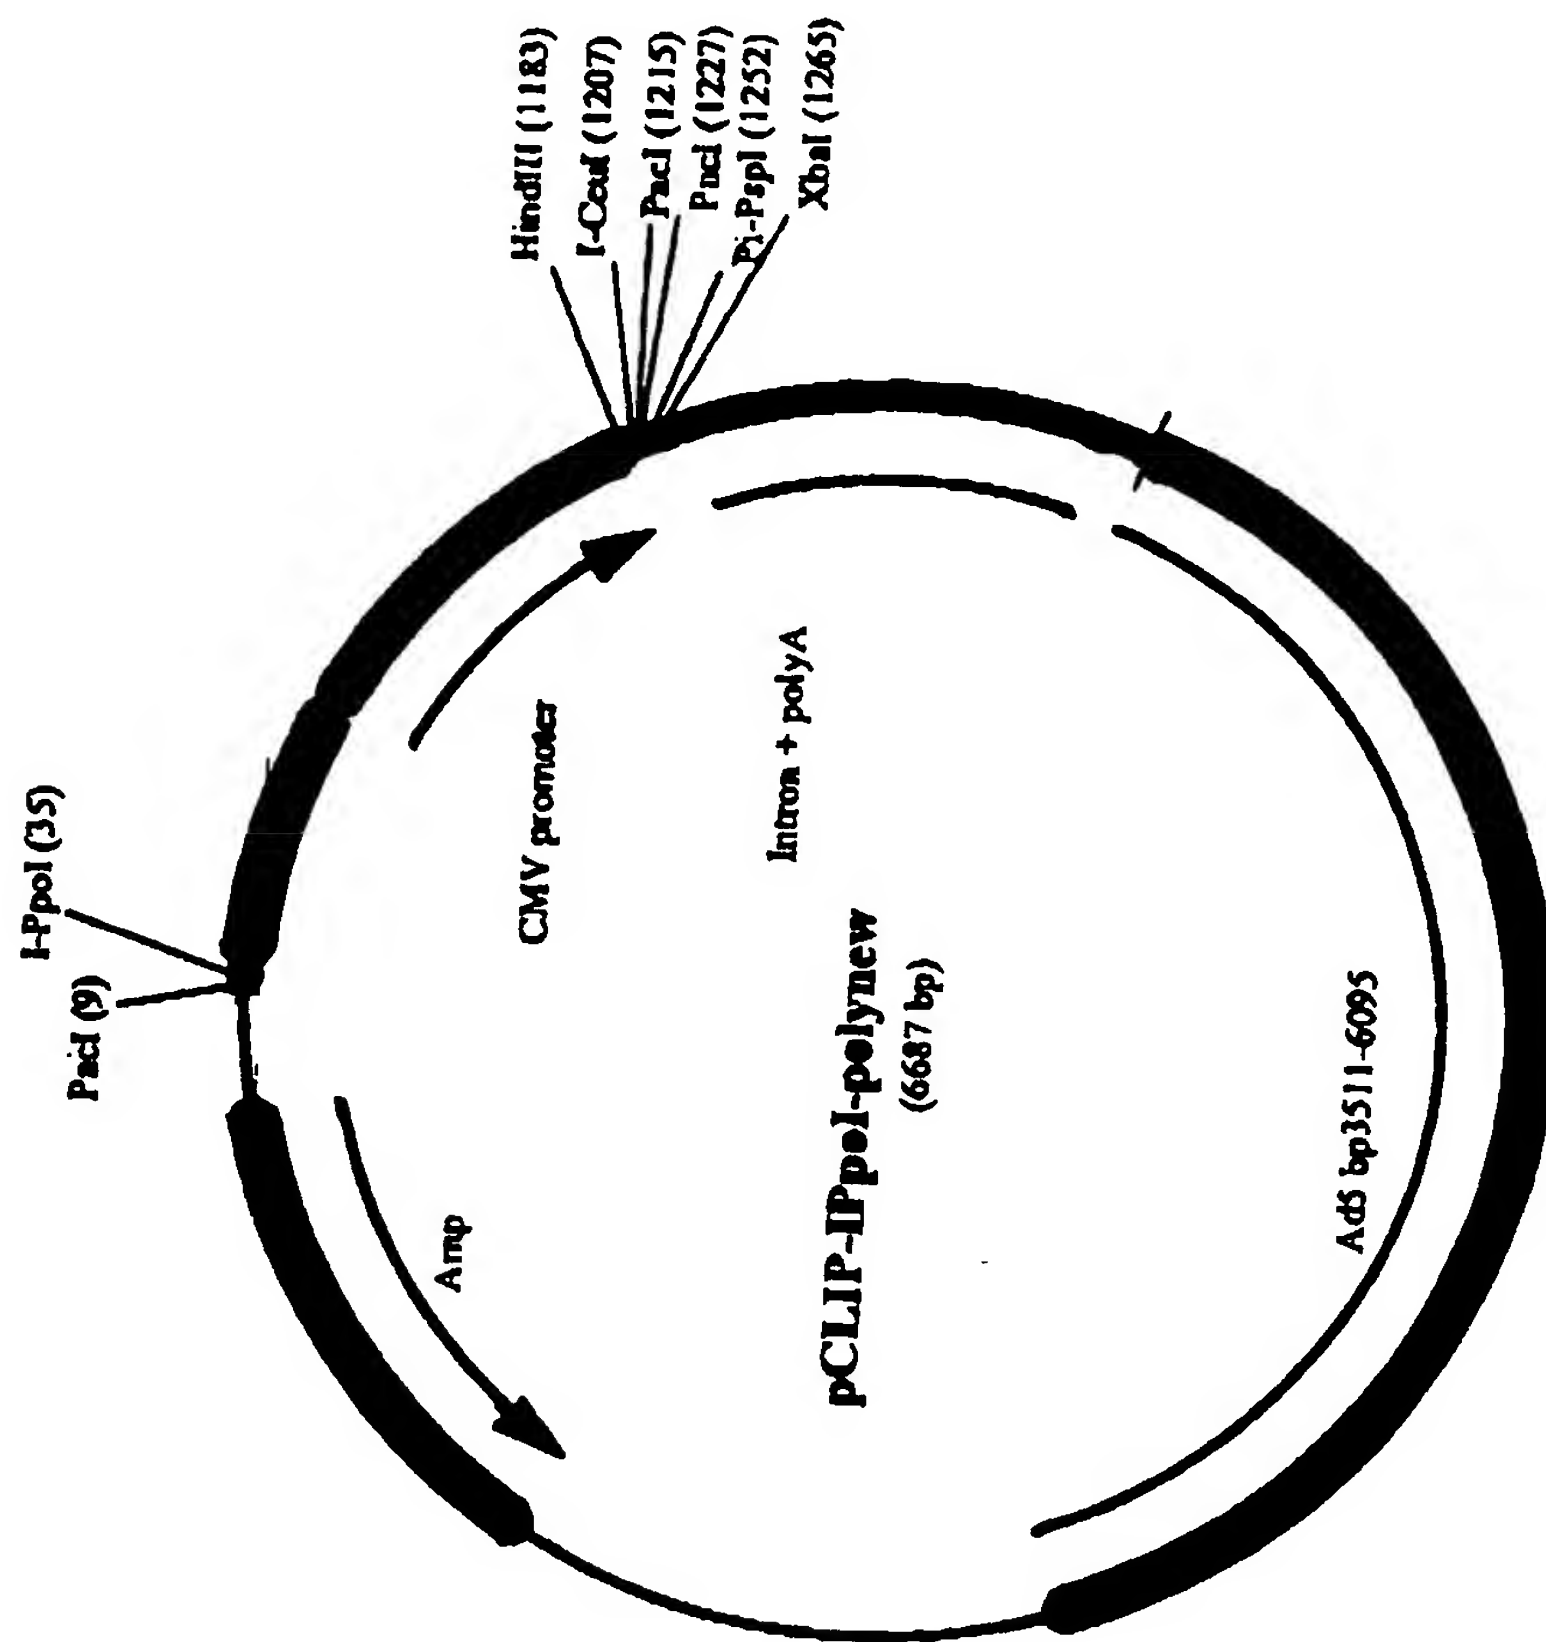 PacI (9)
I-PpoI (35)
HindIII (1183)
I-CeuI (1207)
PacI (1215)
(1227)
Pi-PspI (1252)
XbaI (1265)
CMV promoter
Intron + polyA
Amp
pCLIP-IPpoI-polynew
(6687 bp)
Ad5 bp3511-6095